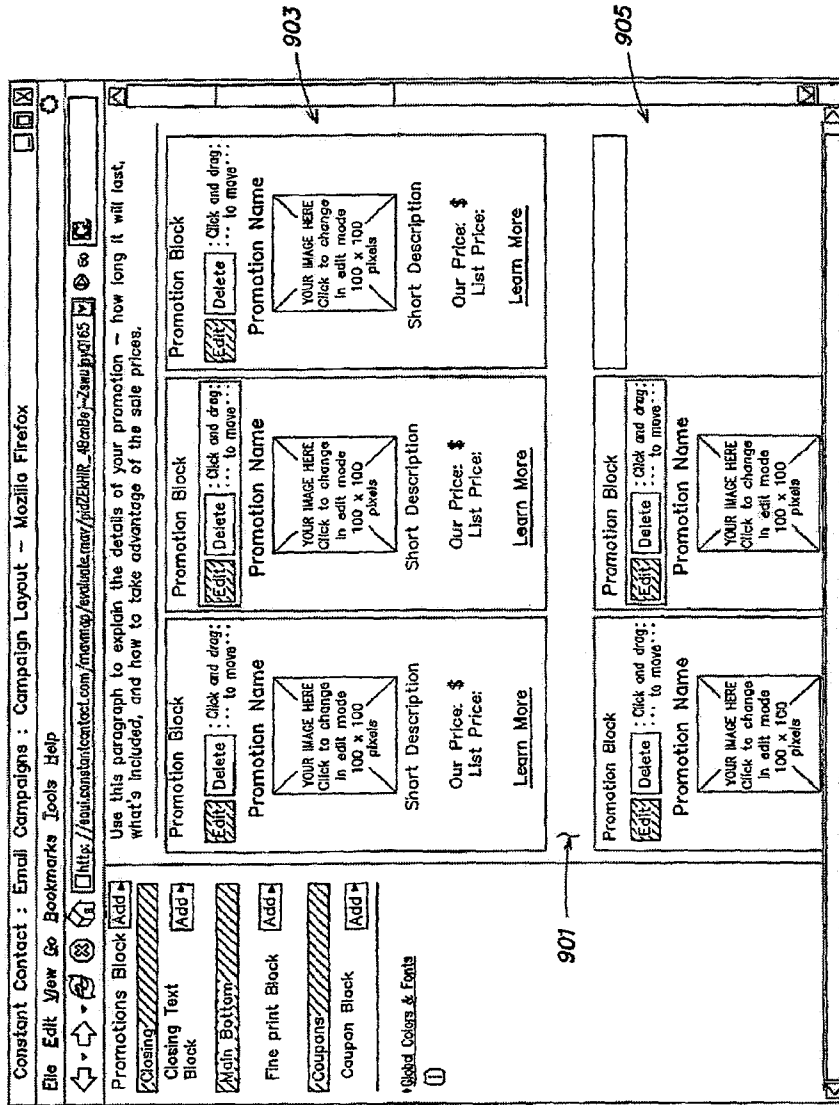 Constant Contact : Email Campaigns : Campaign Layout – Mozilla Firefox
File Edit View Go Bookmarks Tools Help
Go
Promotions Block Add
Closing
Closing Text
Block
Add
Main Bottom
Fine print Block Add
Coupons
Coupon Block Add
Global Colors & Fonts
Use this paragraph to explain the details of your promotion – how long it will last,
what's included, and how to take advantage of the sale prices.
Promotion Block
Edit Delete : Click and drag:
··· to move ···
Promotion Name
YOUR IMAGE HERE
Click to change
in edit mode
100 x 100
pixels
Short Description
Our Price: $
List Price:
Learn More
Promotion Block
Edit Delete : Click and drag:
··· to move ···
Promotion Name
YOUR IMAGE HERE
Click to change
in edit mode
100 x 100
pixels
Short Description
Our Price: $
List Price:
Learn More
Promotion Block
Edit Delete : Click and drag:
··· to move ···
Promotion Name
YOUR IMAGE HERE
Click to change
in edit mode
100 x 100
pixels
Short Description
Our Price: $
List Price:
Learn More
903
901
Promotion Block
Edit Delete : Click and drag:
··· to move ···
Promotion Name
YOUR IMAGE HERE
Click to change
in edit mode
100 x 100
pixels
Promotion Block
Edit Delete : Click and drag:
··· to move ···
Promotion Name
YOUR IMAGE HERE
Click to change
in edit mode
100 x 100
pixels
905